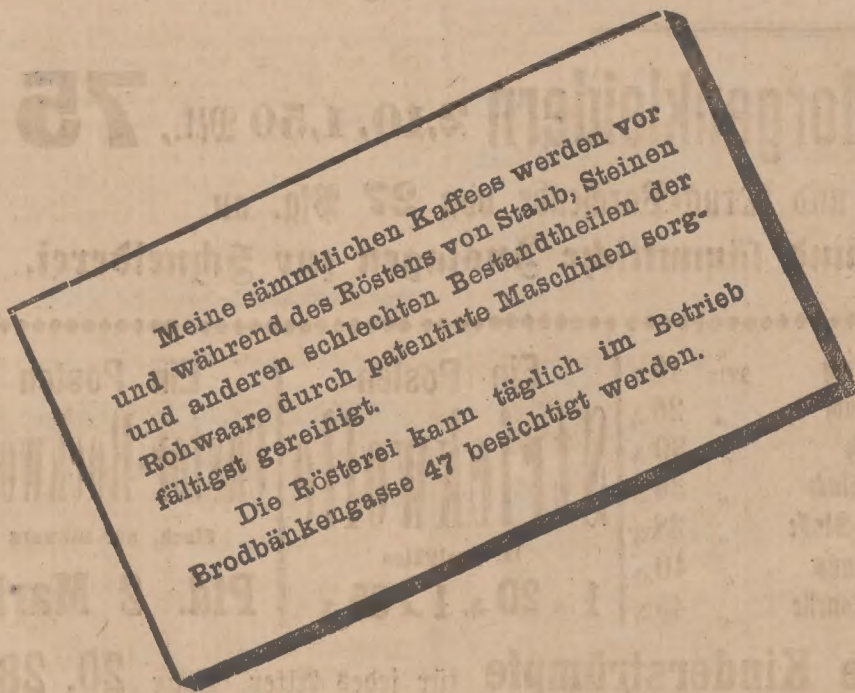 Meine sämmtlichen Kaffees werden vor
und während des Röstens von Staub, Steinen
und anderen schlechten Bestandtheilen der
Rohwaare durch patentirte Maschinen sorg-
fältigst gereinigt.
Die Rösterei kann täglich im Betrieb
Brodbänkengasse 47 besichtigt werden.